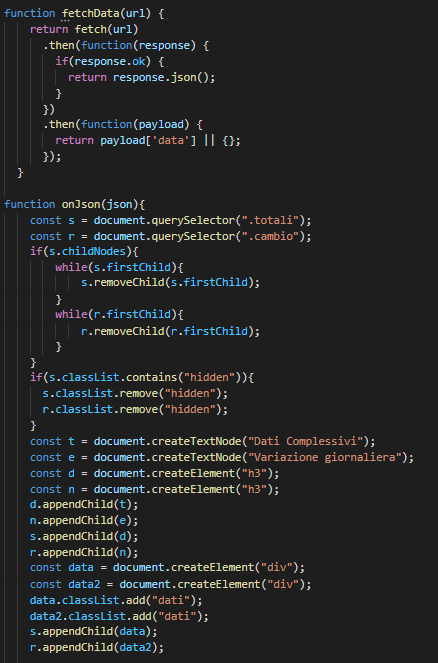 function fetchData(url) {
return fetch(url)
.then(function(response) {
if(response.ok) {
return response.json();
}
})
.then(function(payload) {
return payload['data'] || {};
});
}
function onJson(json){
const s = document.querySelector(".totali");
const r = document.querySelector(".cambio");
if(s.childNodes){
while(s.firstChild){
s.removeChild(s.firstChild);
}
while(r.firstChild){
r.removeChild(r.firstChild);
}
}
if(s.classList.contains("hidden")){
s.classList.remove("hidden");
r.classList.remove("hidden");
}
const t = document.createTextNode("Dati Complessivi");
const e = document.createTextNode("Variazione giornaliera");
const d = document.createElement("h3");
const n = document.createElement("h3");
d.appendChild(t);
n.appendChild(e);
s.appendChild(d);
r.appendChild(n);
const data = document.createElement("div");
const data2 = document.createElement("div");
data.classList.add("dati");
data2.classList.add("dati");
s.appendChild(data);
r.appendChild(data2);